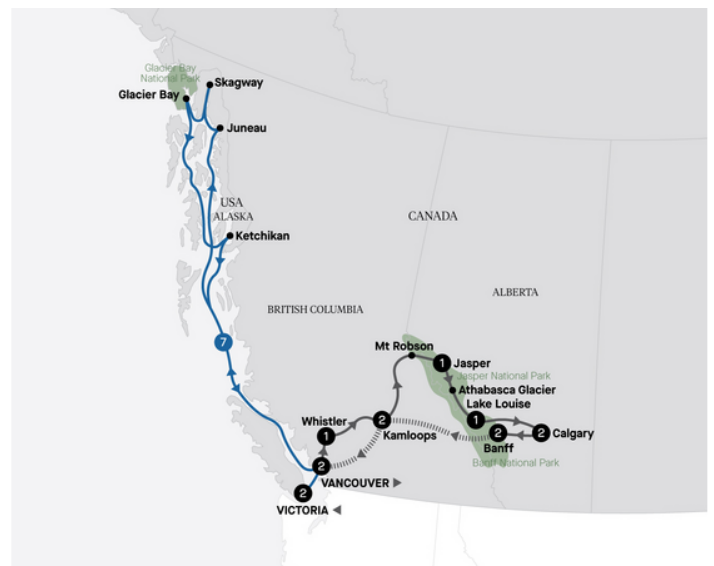 Glacier Bay
National Park
Skagway
Glacier Bay
Juneau
USA
ALASKA
CANADA
Ketchikan
ALBERTA
BRITISH COLUMBIA
7
Mt Robson
1
Jasper
Jasper National Park
Athabasca Glacier
Lake Louise
1
Whistler
1
2
Kamloops
2
Banff
2
Calgary
Banff National Park
2
VANCOUVER
2
VICTORIA